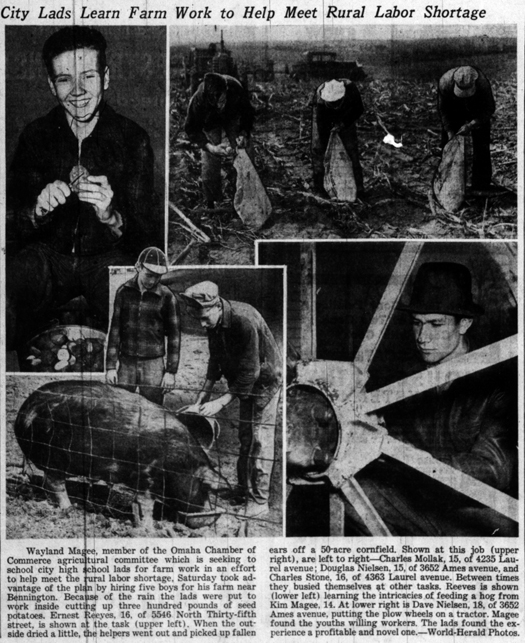 City Lads Learn Farm Work to Help Meet Rural Labor Shortage
Wayland Magee, member of the Omaha Chamber of
Commerce agricultural committee which is seeking to
school city high school lads for farm work in an effort
to help meet the rural labor shortage, Saturday took ad-
vantage of the plan by hiring five boys for his farm near
Bennington. Because of the rain the lads were put to
work inside cutting up three hundred pounds of seed
potatoes. Ernest Reeves, 16, of 5546 North Thirty-fifth
street, is shown at the task (upper left). When the out-
side dried a little, the helpers went out and picked up fallen
ears off a 50-acre cornfield. Shown at this job (upper
right), are left to right—Charles Mollak, 15, of 4235 Lau-
rel avenue; Douglas Nielsen, 15, of 3652 Ames avenue, and
Charles Stone, 16, of 4363 Laurel avenue. Between times
they busied themselves at other tasks. Reeves is shown
(lower left) learning the intricacies of feeding a hog from
Kim Magee, 14. At lower right is Dave Nielsen, 18, of 3652
Ames avenue, putting the plow wheels on a tractor. Magee
found the youths willing workers. The lads found the ex-
perience a profitable and novel one.—World-Herald Photo.